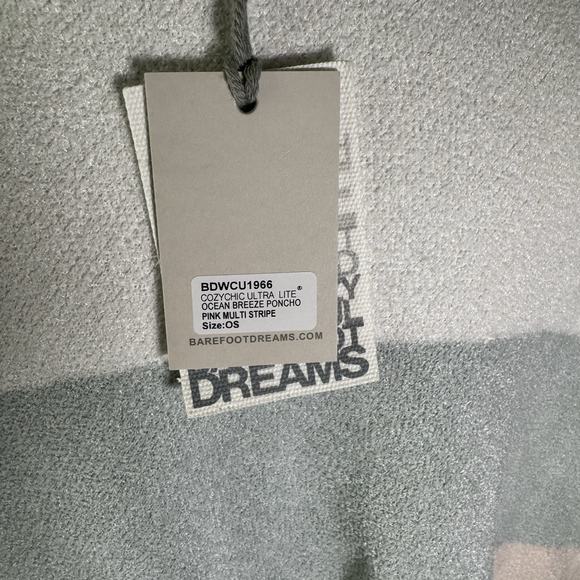 BDWCU1966
COZYCHIC ULTRA LITE®
OCEAN BREEZE PONCHO
PINK MULTI STRIPE
Size:OS
BAREFOOTDREAMS.COM
DREAMS